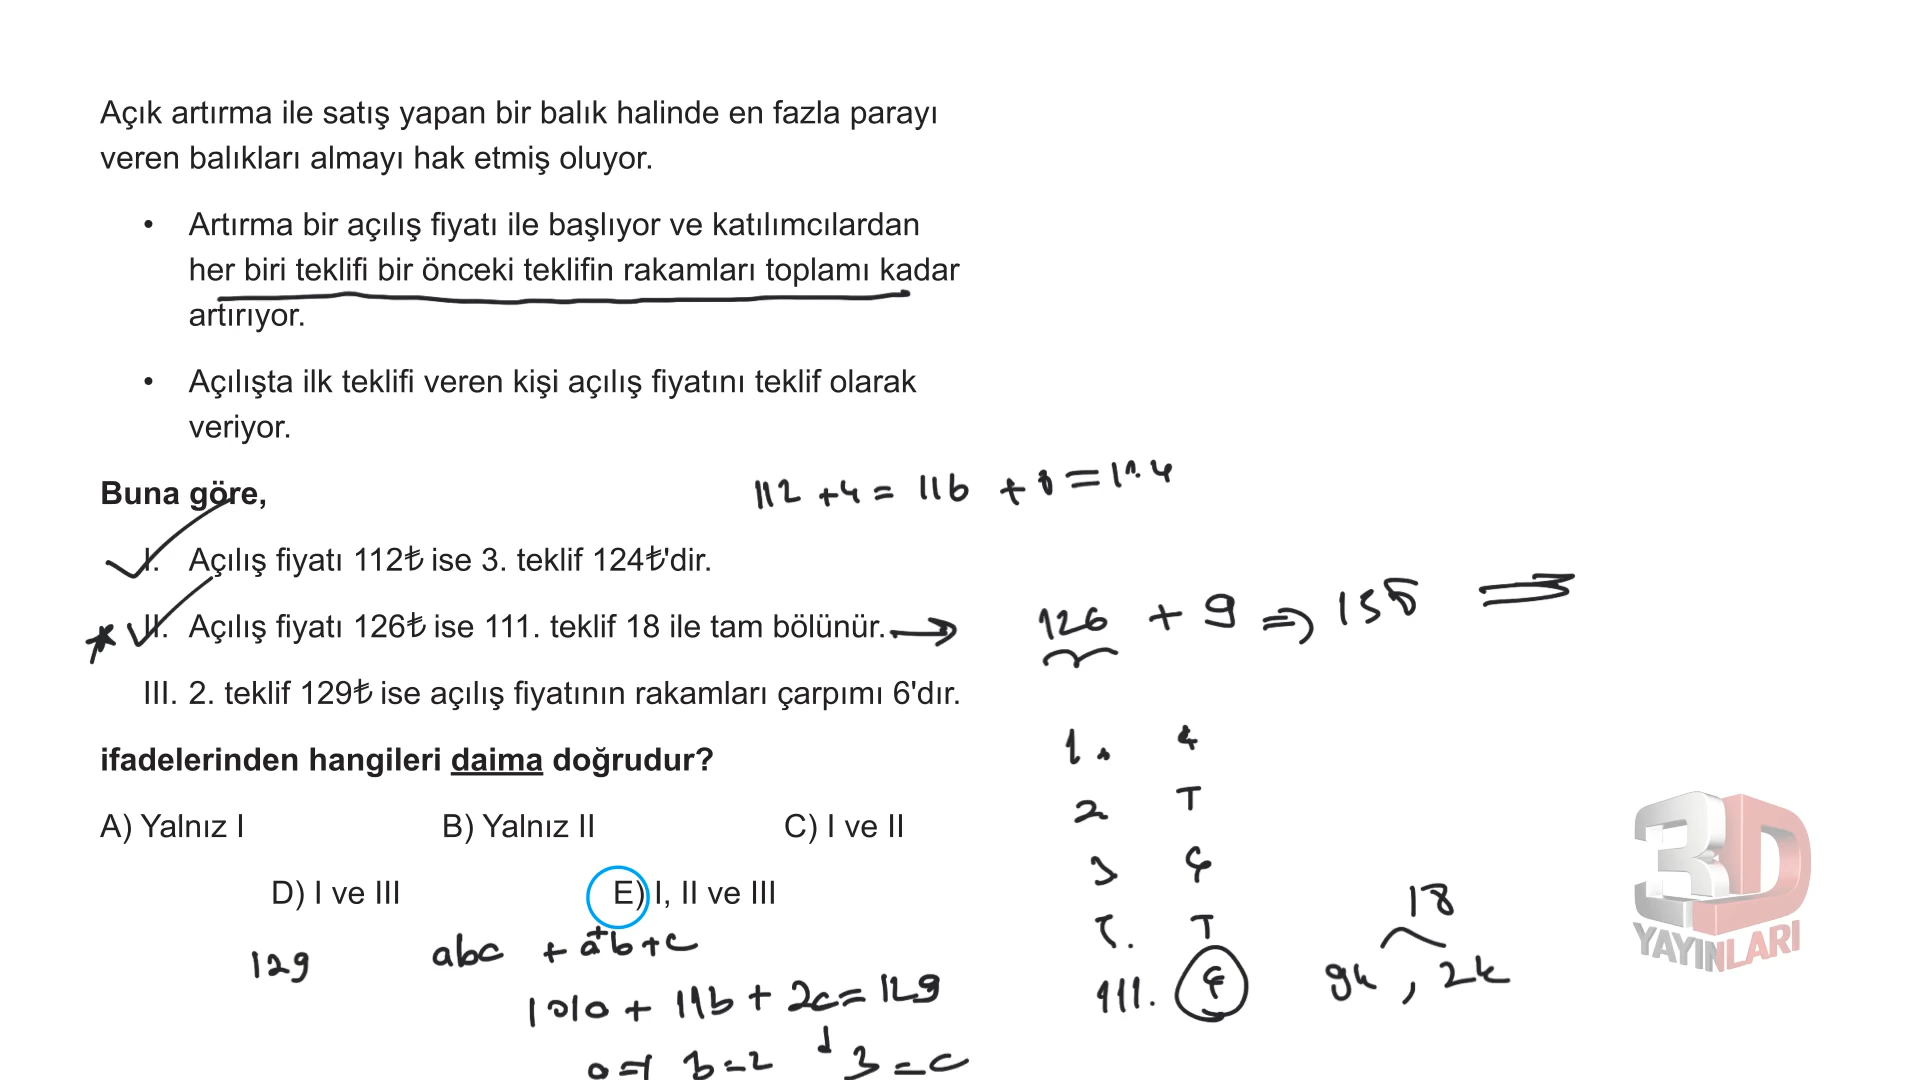 Açık artırma ile satış yapan bir balık halinde en fazla parayı
veren balıkları almayı hak etmiş oluyor.
• Artırma bir açılış fiyatı ile başlıyor ve katılımcılardan
her biri teklifi bir önceki teklifin rakamları toplamı kadar
artırıyor.
• Açılışta ilk teklifi veren kişi açılış fiyatını teklif olarak
veriyor.
Buna göre,
112 +4 = 116 + 8 = 124
I. Açılış fiyatı 112₺ ise 3. teklif 124₺'dir.
II. Açılış fiyatı 126₺ ise 111. teklif 18 ile tam bölünür.
126 + 9 ⇒ 135
III. 2. teklif 129₺ ise açılış fiyatının rakamları çarpımı 6'dır.
ifadelerinden hangileri daima doğrudur?
A) Yalnız I B) Yalnız II C) I ve II
D) I ve III E) I, II ve III
1. Ç
2 T
3 Ç
T
111. Ç
18
9k, 2k
129
abc + a+b+c
101a + 11b + 2c = 129
a=1 b=2 3=c
3D
YAYINLARI